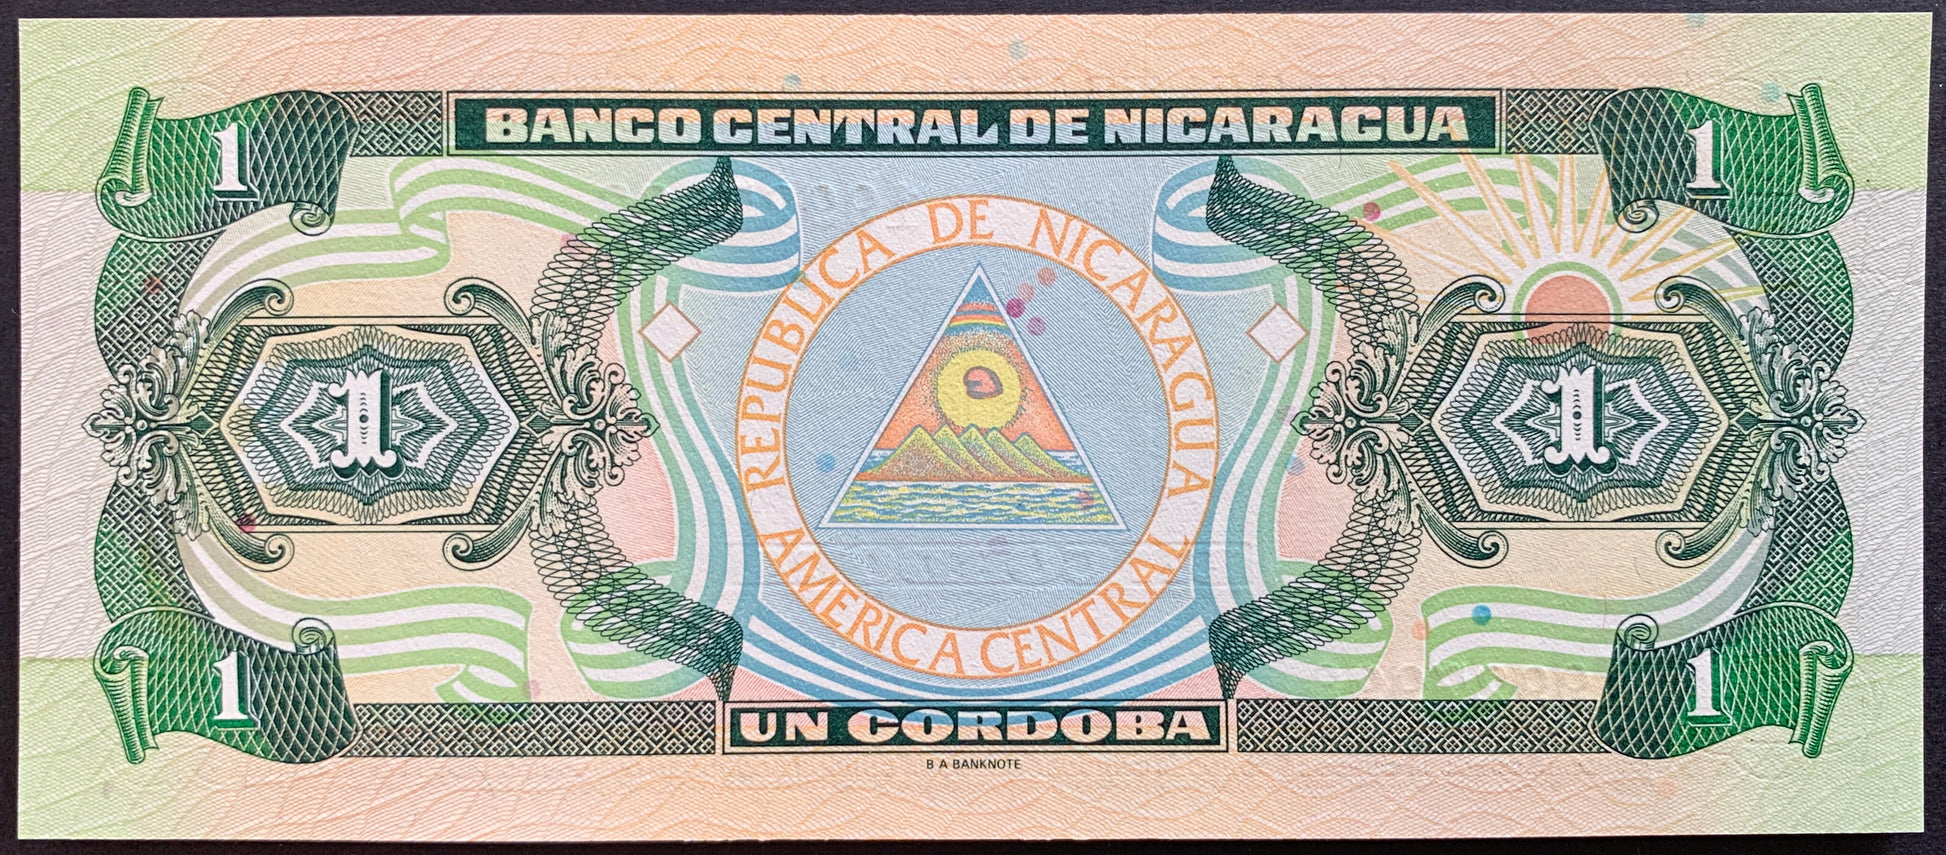 BANCO CENTRAL DE NICARAGUA
1
1
REPUBLICA DE NICARAGUA
1
1
AMERICA CENTRAL
1
1
UN CORDOBA
B A BANKNOTE